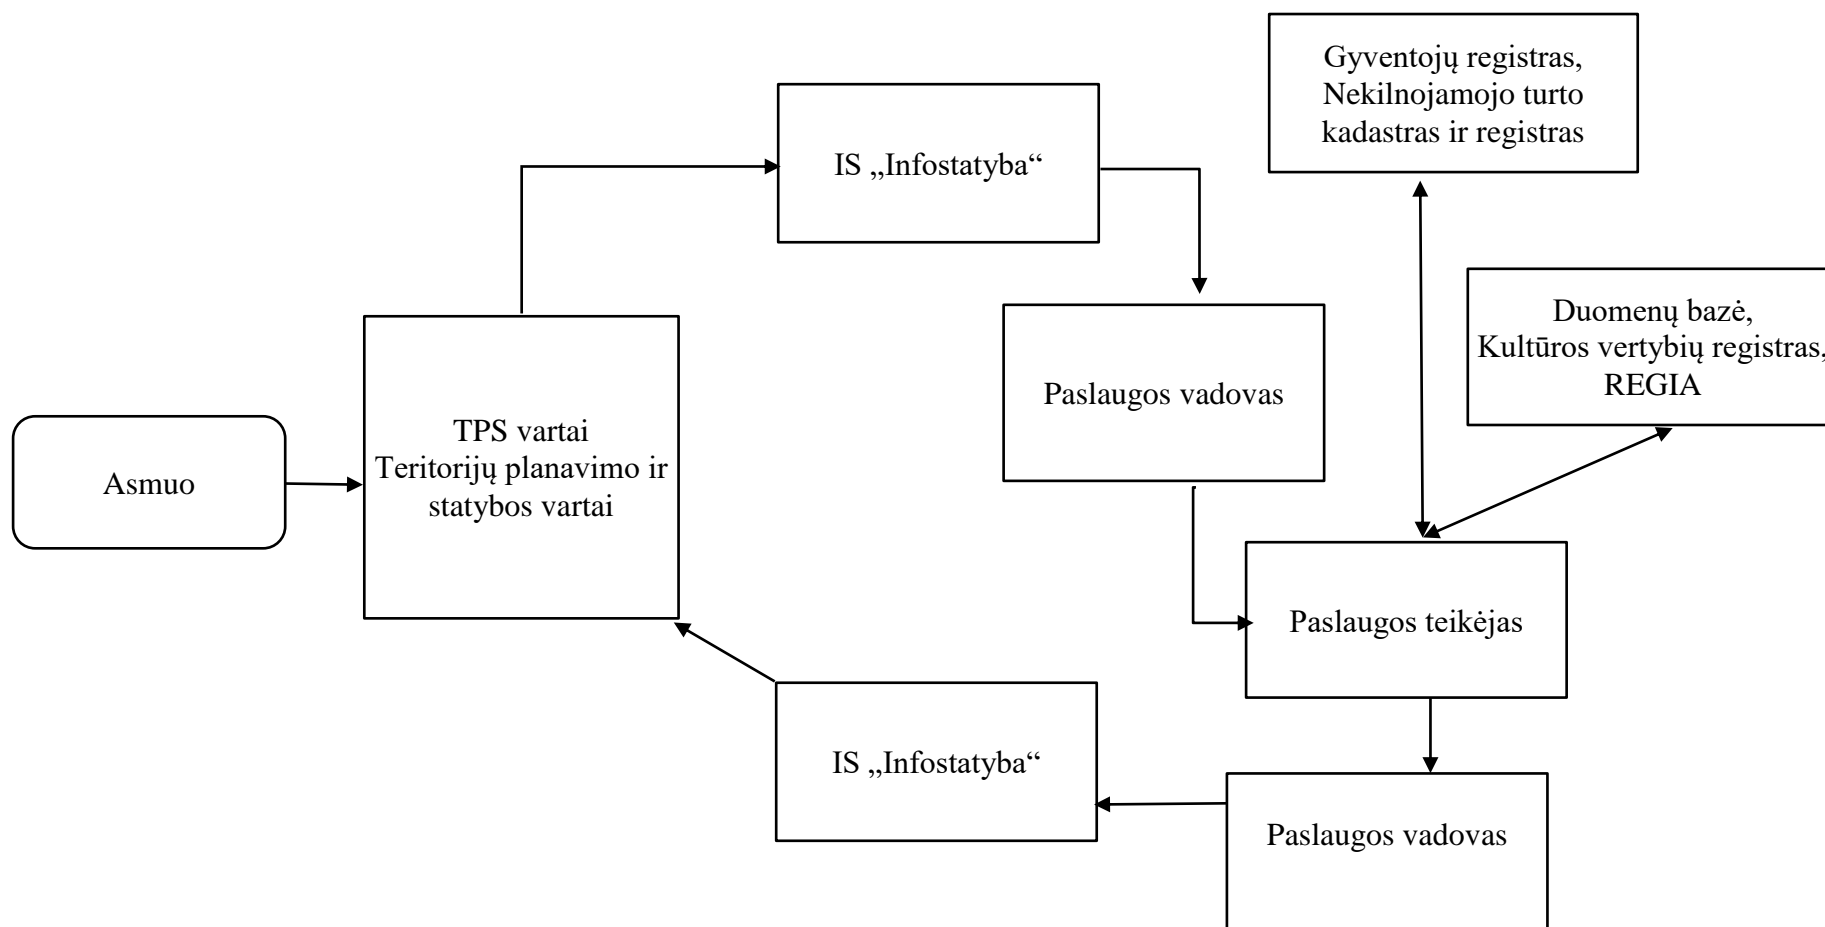 Gyventojų registras,
Nekilnojamojo turto
kadastras ir registras
IS „Infostatyba“
Duomenų bazė,
Kultūros vertybių registras,
REGIA
Paslaugos vadovas
TPS vartai
Teritorijų planavimo ir
statybos vartai
Asmuo
Paslaugos teikėjas
IS „Infostatyba“
Paslaugos vadovas